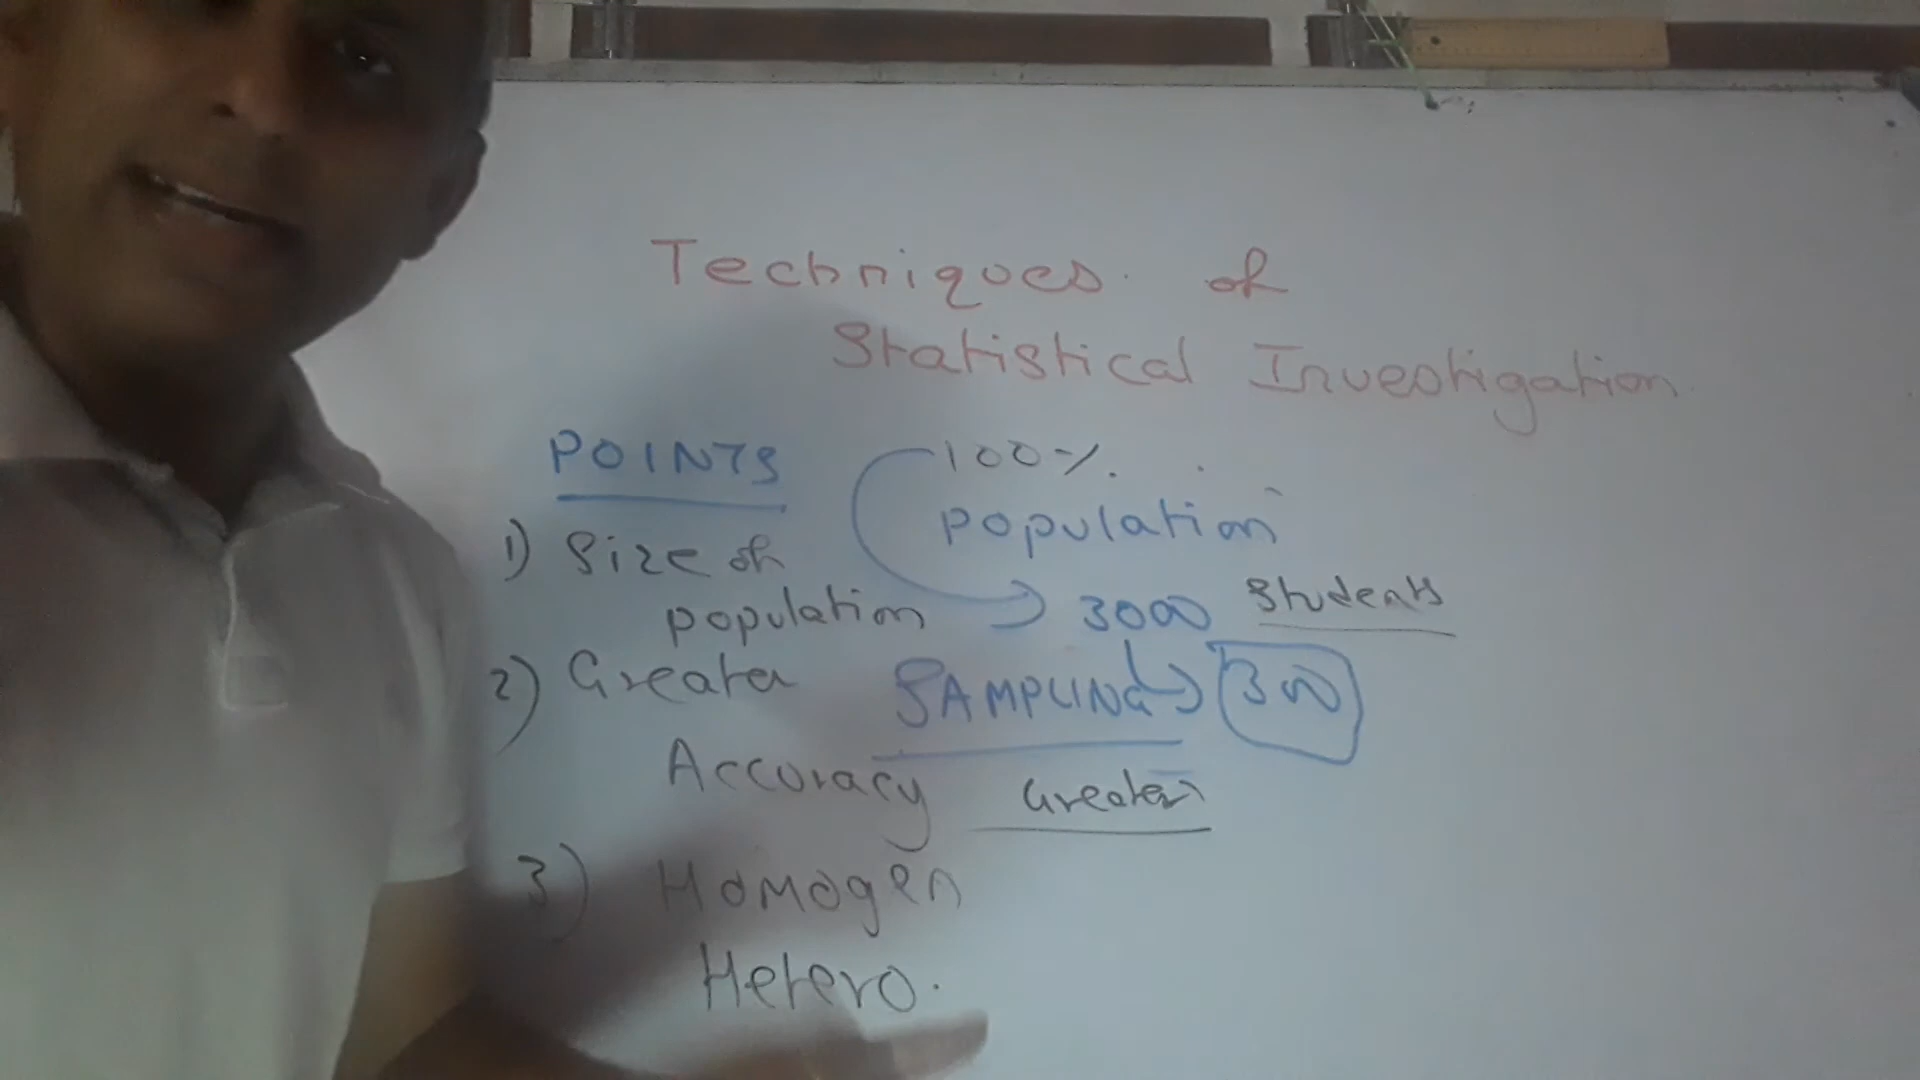 Techniques of
Statistical Investigation
POINTS
1) Size of
population
2) Greater
Accuracy
3) Homogen
Hetero.
100%.
population
3000 Students
SAMPLING 300
Greater